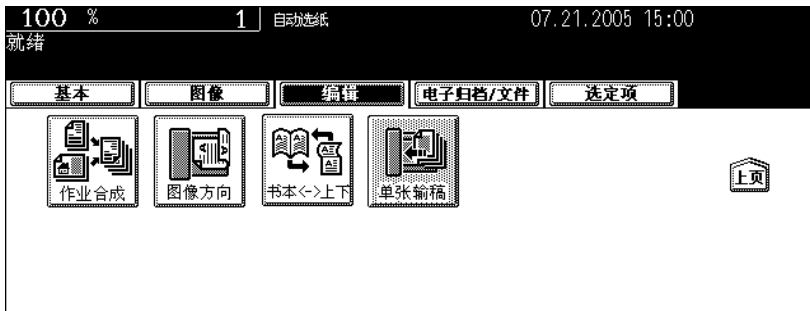 100 % 1 自动选纸 07.21.2005 15:00
就绪
基本 图像 编辑 电子归档/文件 选定项
作业合成 图像方向 书本<->上下 单张输稿
上页